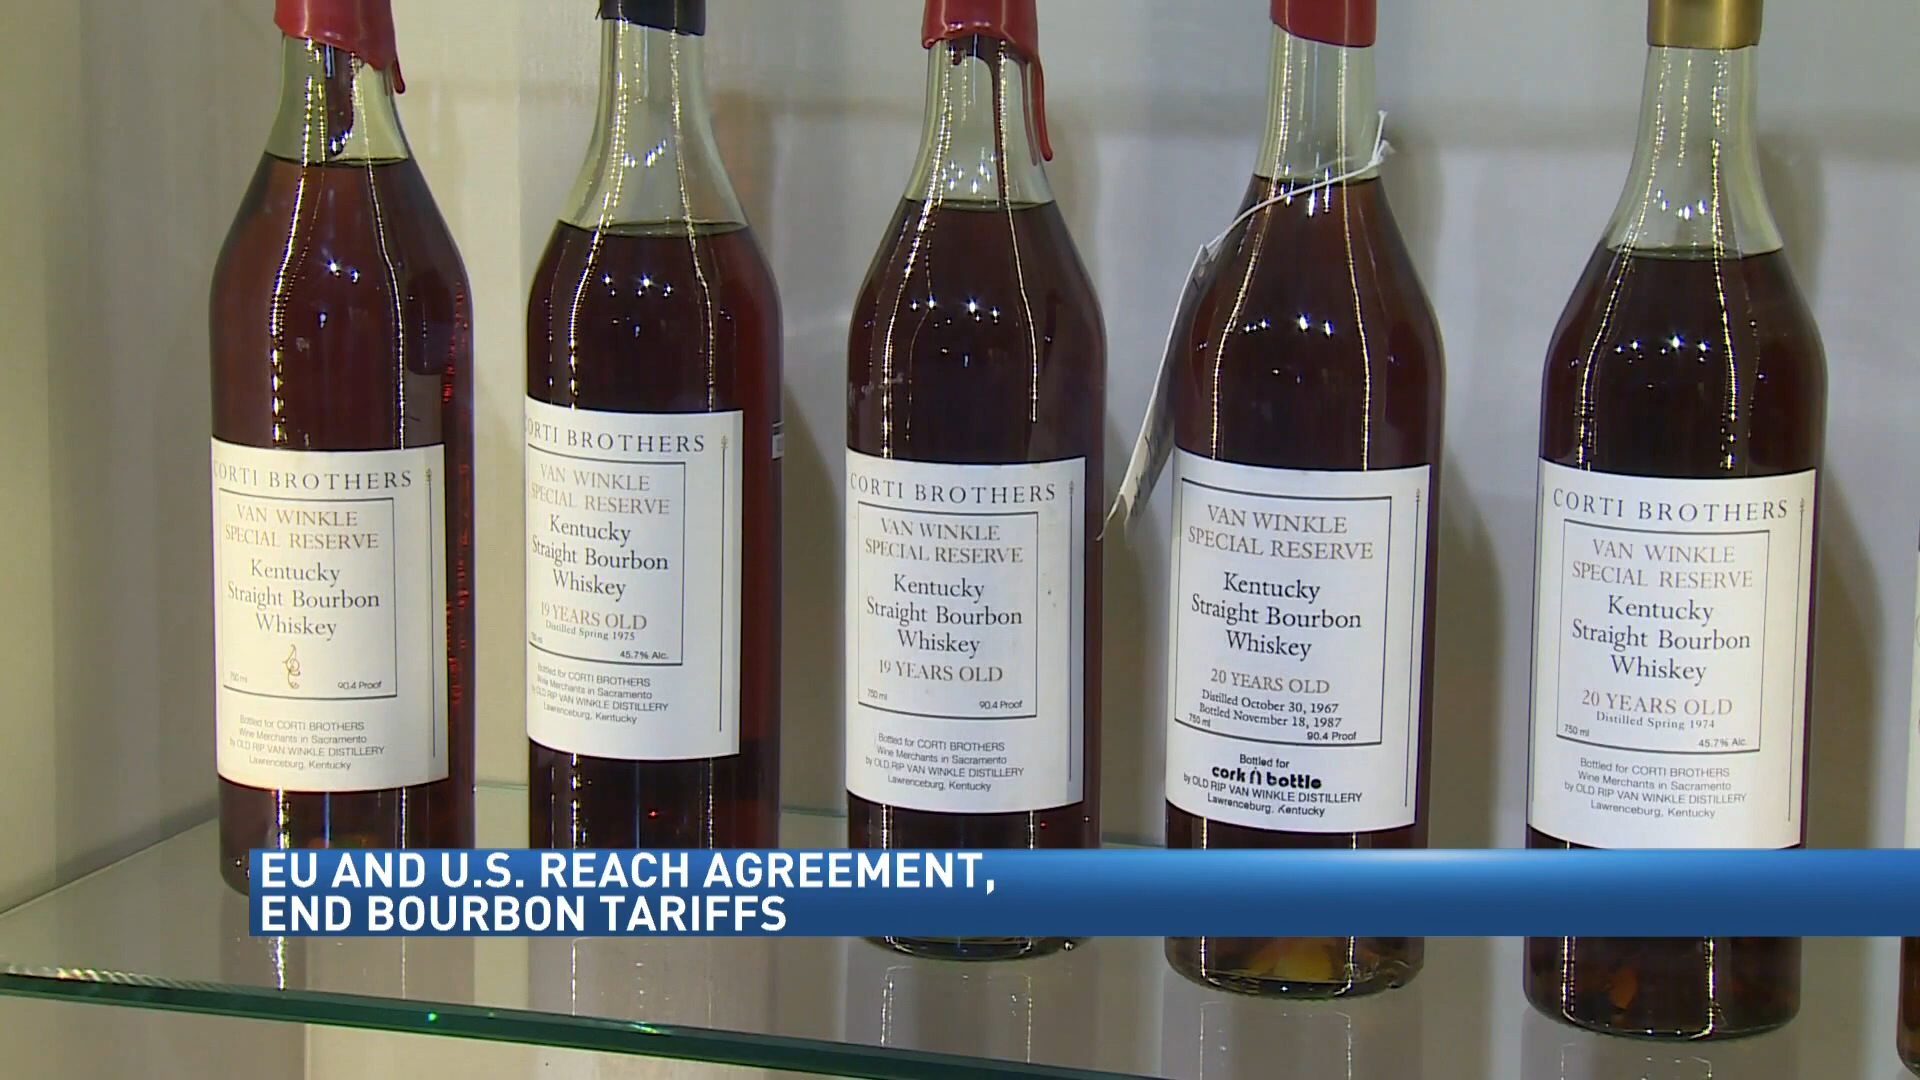 CORTI BROTHERS
VAN WINKLE
SPECIAL RESERVE
Kentucky
Straight Bourbon
Whiskey
750 ml
90.4 Proof
Bottled for CORTI BROTHERS
Wine Merchants in Sacramento
by OLD RIP VAN WINKLE DISTILLERY
Lawrenceburg, Kentucky
CORTI BROTHERS
VAN WINKLE
SPECIAL RESERVE
Kentucky
Straight Bourbon
Whiskey
19 YEARS OLD
Distilled Spring 1975
45.7% Alc.
Bottled for CORTI BROTHERS
Wine Merchants in Sacramento
by OLD RIP VAN WINKLE DISTILLERY
Lawrenceburg, Kentucky
CORTI BROTHERS
VAN WINKLE
SPECIAL RESERVE
Kentucky
Straight Bourbon
Whiskey
19 YEARS OLD
750 ml
90.4 Proof
Bottled for CORTI BROTHERS
Wine Merchants in Sacramento
by OLD RIP VAN WINKLE DISTILLERY
Lawrenceburg, Kentucky
VAN WINKLE
SPECIAL RESERVE
Kentucky
Straight Bourbon
Whiskey
20 YEARS OLD
Distilled October 30, 1967
Bottled November 18, 1987
750 ml
90.4 Proof
Bottled for
cork n bottle
by OLD RIP VAN WINKLE DISTILLERY
Lawrenceburg, Kentucky
CORTI BROTHERS
VAN WINKLE
SPECIAL RESERVE
Kentucky
Straight Bourbon
Whiskey
20 YEARS OLD
Distilled Spring 1974
750 ml
45.7% Alc.
Bottled for CORTI BROTHERS
Wine Merchants in Sacramento
by OLD RIP VAN WINKLE DISTILLERY
Lawrenceburg, Kentucky
EU AND U.S. REACH AGREEMENT,
END BOURBON TARIFFS